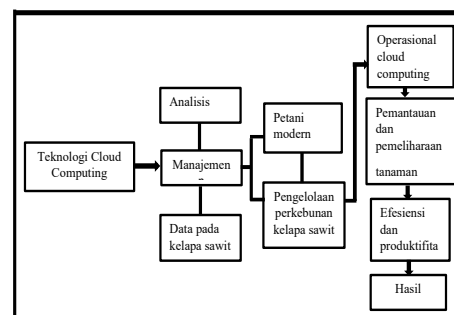 Teknologi Cloud
Computing
Analisis
Manajemen
Data pada
kelapa sawit
Petani
modern
Pengelolaan
perkebunan
kelapa sawit
Operasional
cloud
computing
Pemantauan
dan
pemeliharaan
tanaman
Efesiensi
dan
produktifita
Hasil